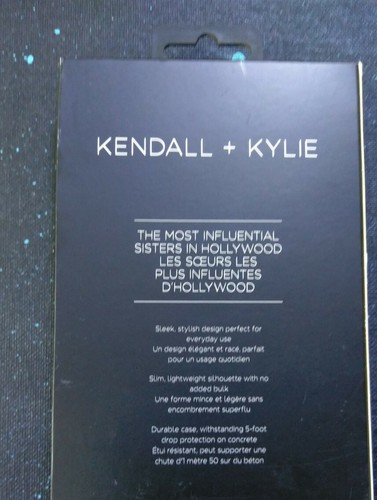 KENDALL + KYLIE
THE MOST INFLUENTIAL
SISTERS IN HOLLYWOOD
LES SŒURS LES
PLUS INFLUENTES
D'HOLLYWOOD
Sleek, stylish design perfect for
everyday use
Un design élégant et racé, parfait
pour un usage quotidien
Slim, lightweight silhouette with no
added bulk
Une forme mince et légère sans
encombrement superflu
Durable case, withstanding 5-foot
drop protection on concrete
Étui résistant, peut supporter une
chute d'1 mètre 50 sur du béton